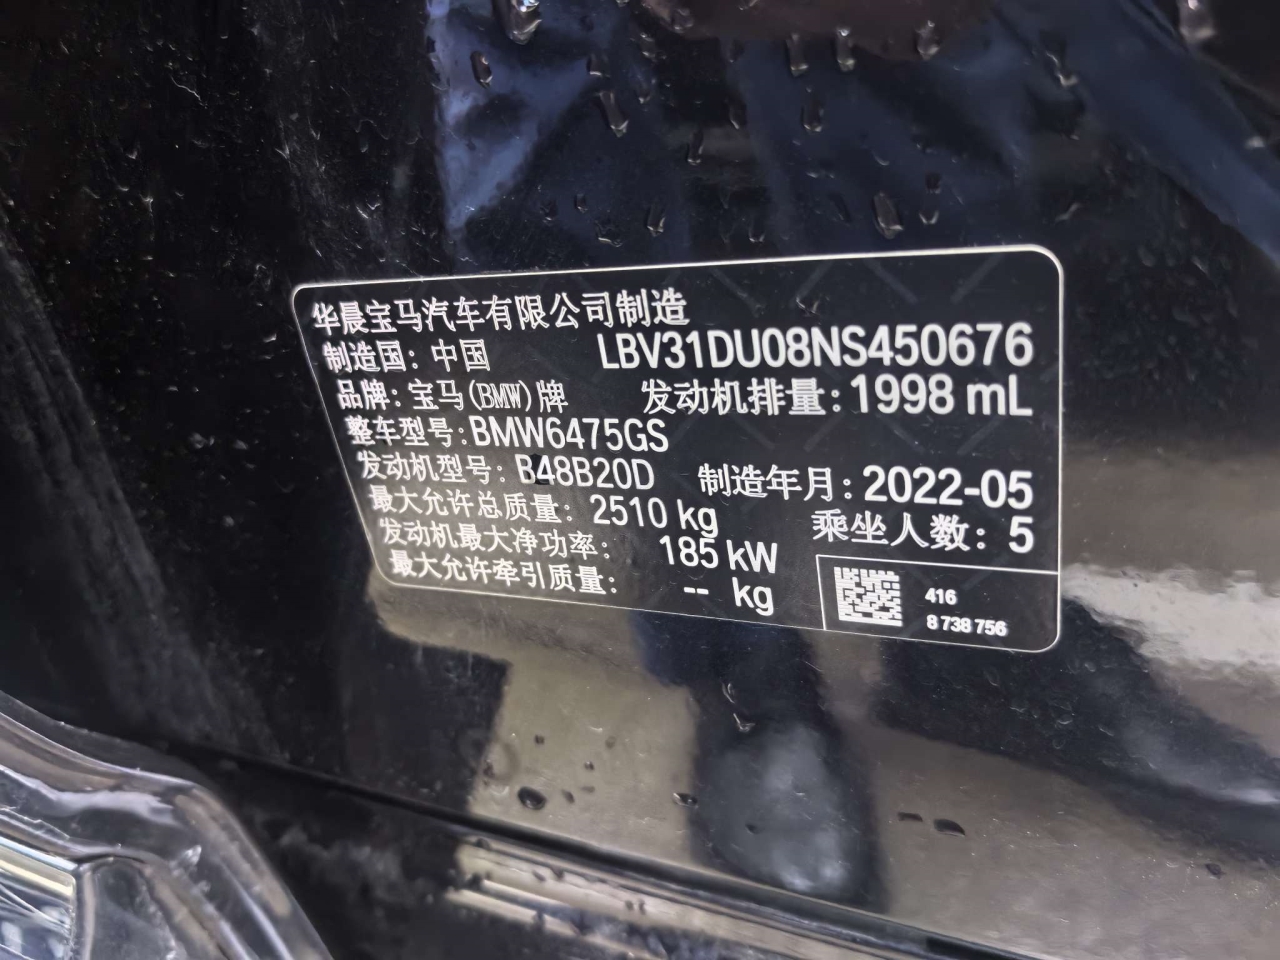 华晨宝马汽车有限公司制造
制造国：中国 LBV31DU08NS450676
品牌：宝马(BMW)牌 发动机排量：1998 mL
整车型号：BMW6475GS
发动机型号：B48B20D 制造年月：2022-05
最大允许总质量：2510 kg 乘坐人数：5
发动机最大净功率：185 kW
最大允许牵引质量：-- kg
416
8 738 756